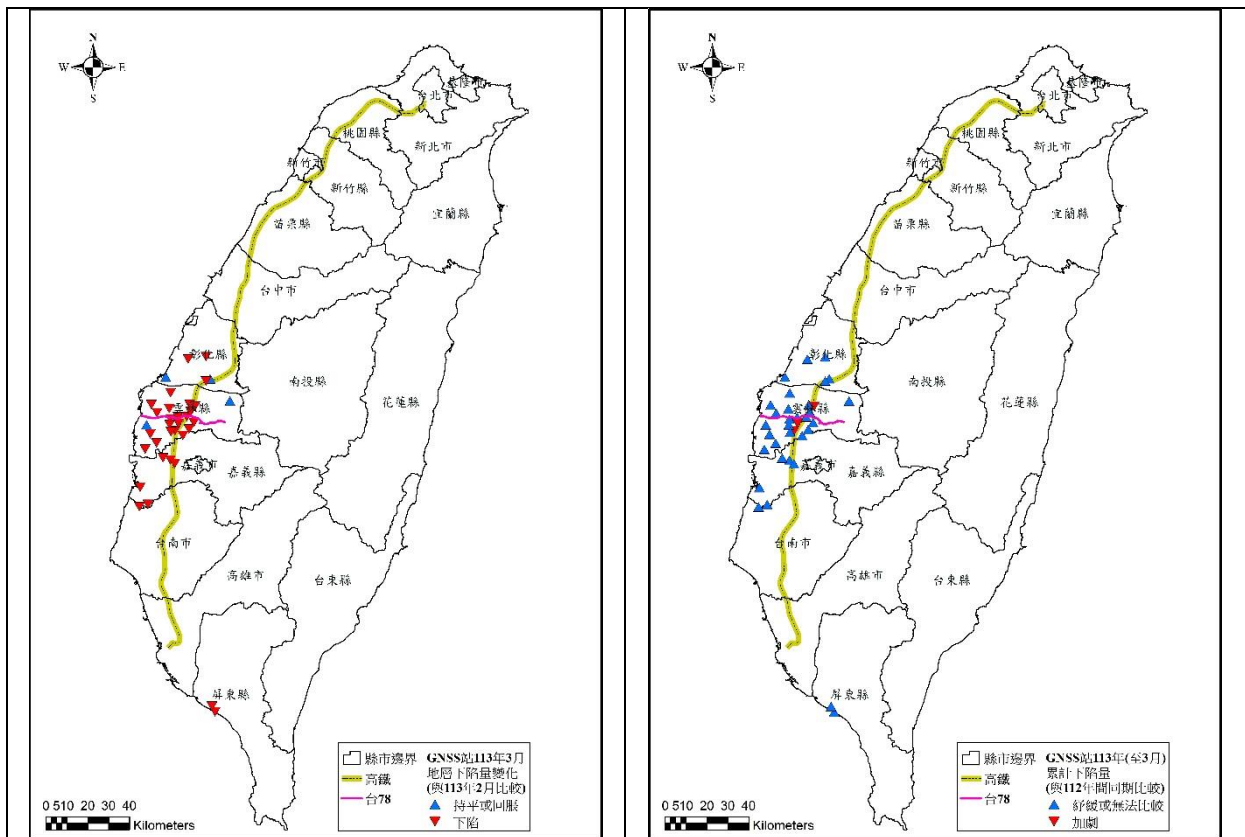 N
W E
S
基隆市
台北市
桃園縣
新北市
新竹市
新竹縣
宜蘭縣
苗栗縣
台中市
彰化縣
南投縣
花蓮縣
雲林縣
嘉義市
嘉義縣
台南市
高雄市
台東縣
屏東縣
縣市邊界
高鐵
台78
GNSS站113年3月
地層下陷量變化
(與113年2月比較)
持平或回脹
下陷
0 510 20 30 40
Kilometers
N
W E
S
基隆市
台北市
桃園縣
新北市
新竹市
新竹縣
宜蘭縣
苗栗縣
台中市
彰化縣
南投縣
花蓮縣
雲林縣
嘉義市
嘉義縣
台南市
高雄市
台東縣
屏東縣
縣市邊界
高鐵
台78
GNSS站113年(至3月)
累計下陷量
(與112年間同期比較)
紓緩或無法比較
加劇
0 510 20 30 40
Kilometers